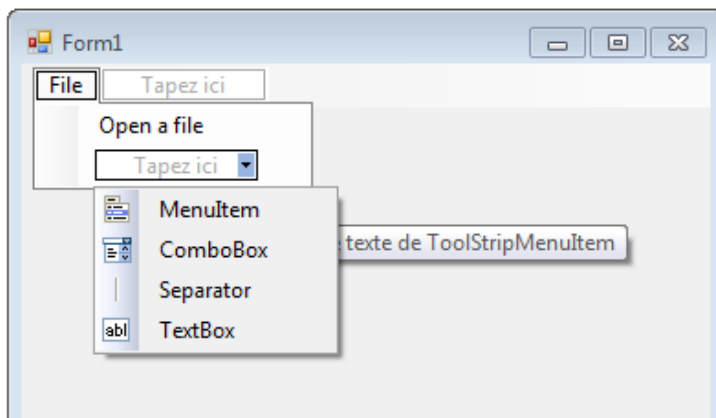 Form1
File Tapez ici
Open a file
Tapez ici
MenuItem
ComboBox
texte de ToolStripMenuItem
Separator
abl TextBox